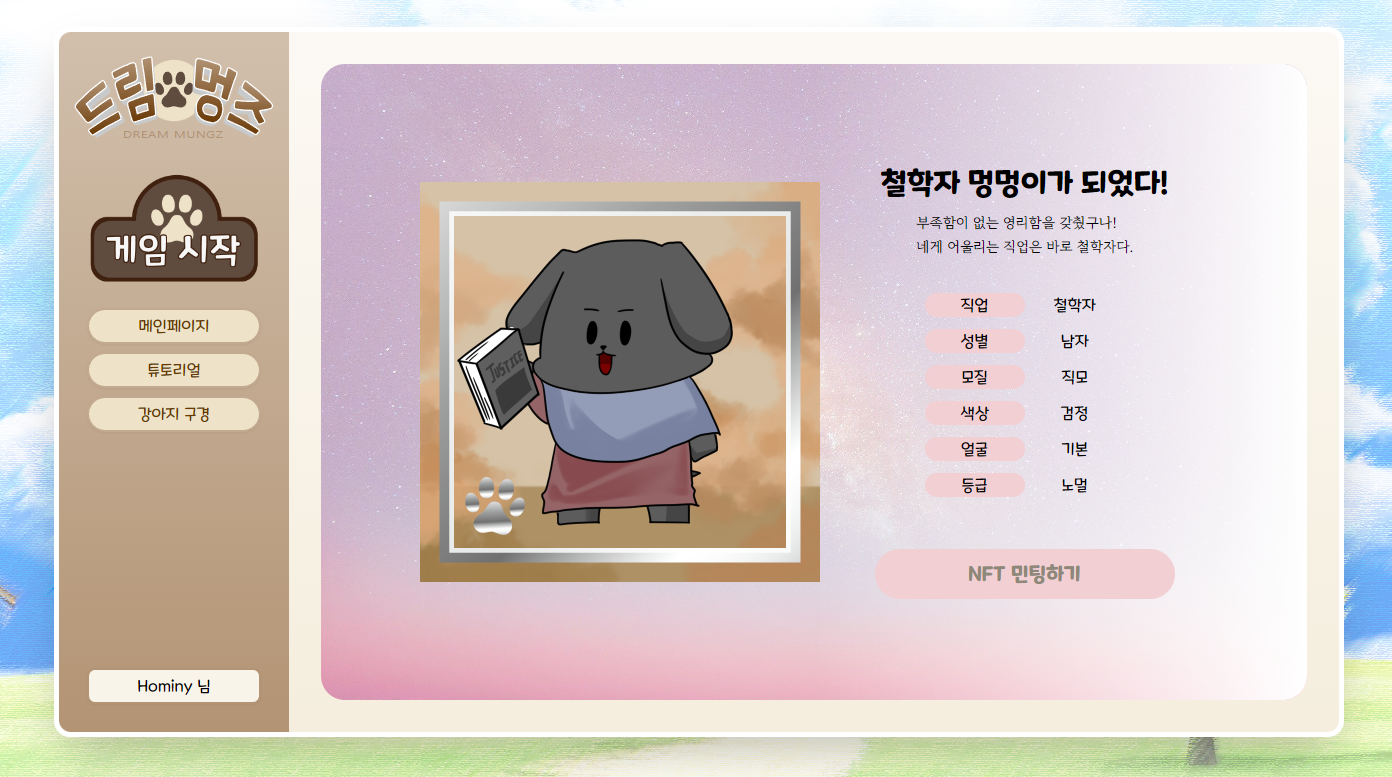 드림멍즈
DREAM MUNGZ
게임 시작
메인페이지
튜토리얼
강아지 구경
Hominy 님
JUSTICE
철학자 멍멍이가 되었다!
부족함이 없는 영리함을 갖췄구나!
네게 어울리는 직업은 바로 철학자다.
직업 철학자
성별 남자
모질 직모
색상 검정
얼굴 기본
등급 노멀
NFT 민팅하기